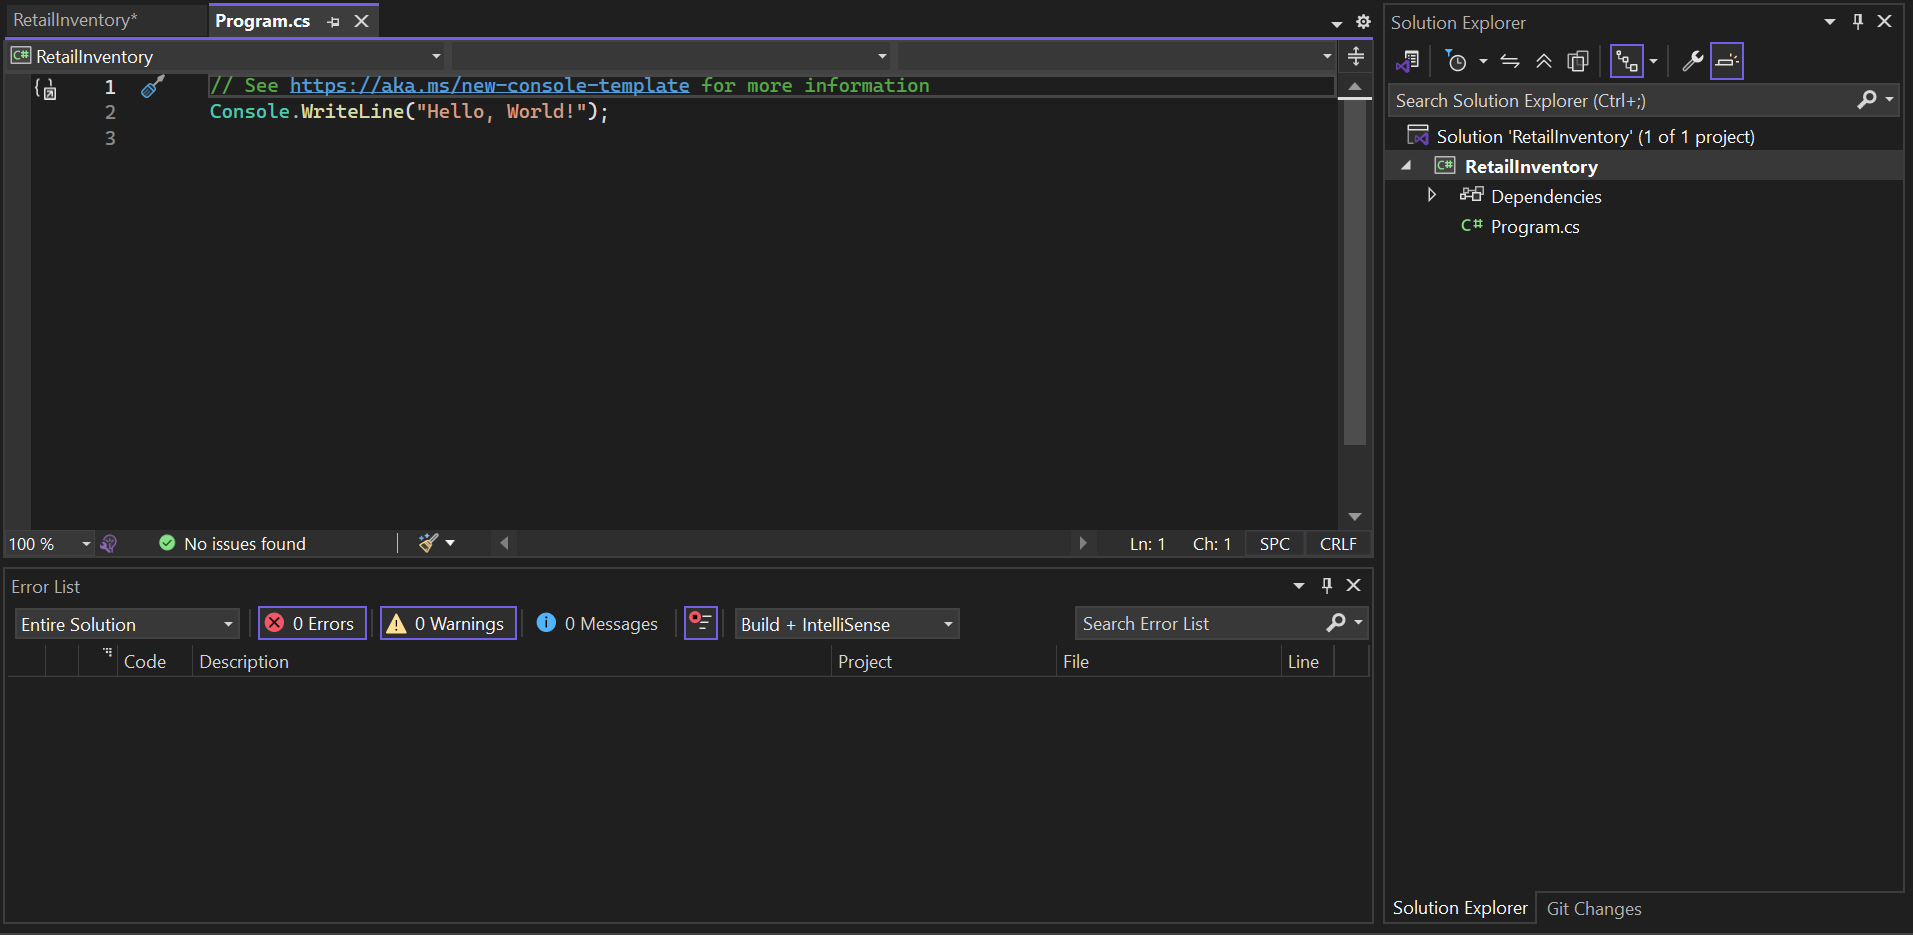 RetailInventory*
Program.cs
C# RetailInventory
1 // See https://aka.ms/new-console-template for more information
2 Console.WriteLine("Hello, World!");
3
100 %
No issues found
Ln: 1
Ch: 1
SPC
CRLF
Error List
Entire Solution
0 Errors
0 Warnings
0 Messages
Build + IntelliSense
Search Error List
Code
Description
Project
File
Line
Solution Explorer
Search Solution Explorer (Ctrl+;)
Solution 'RetailInventory' (1 of 1 project)
C# RetailInventory
Dependencies
C# Program.cs
Solution Explorer
Git Changes